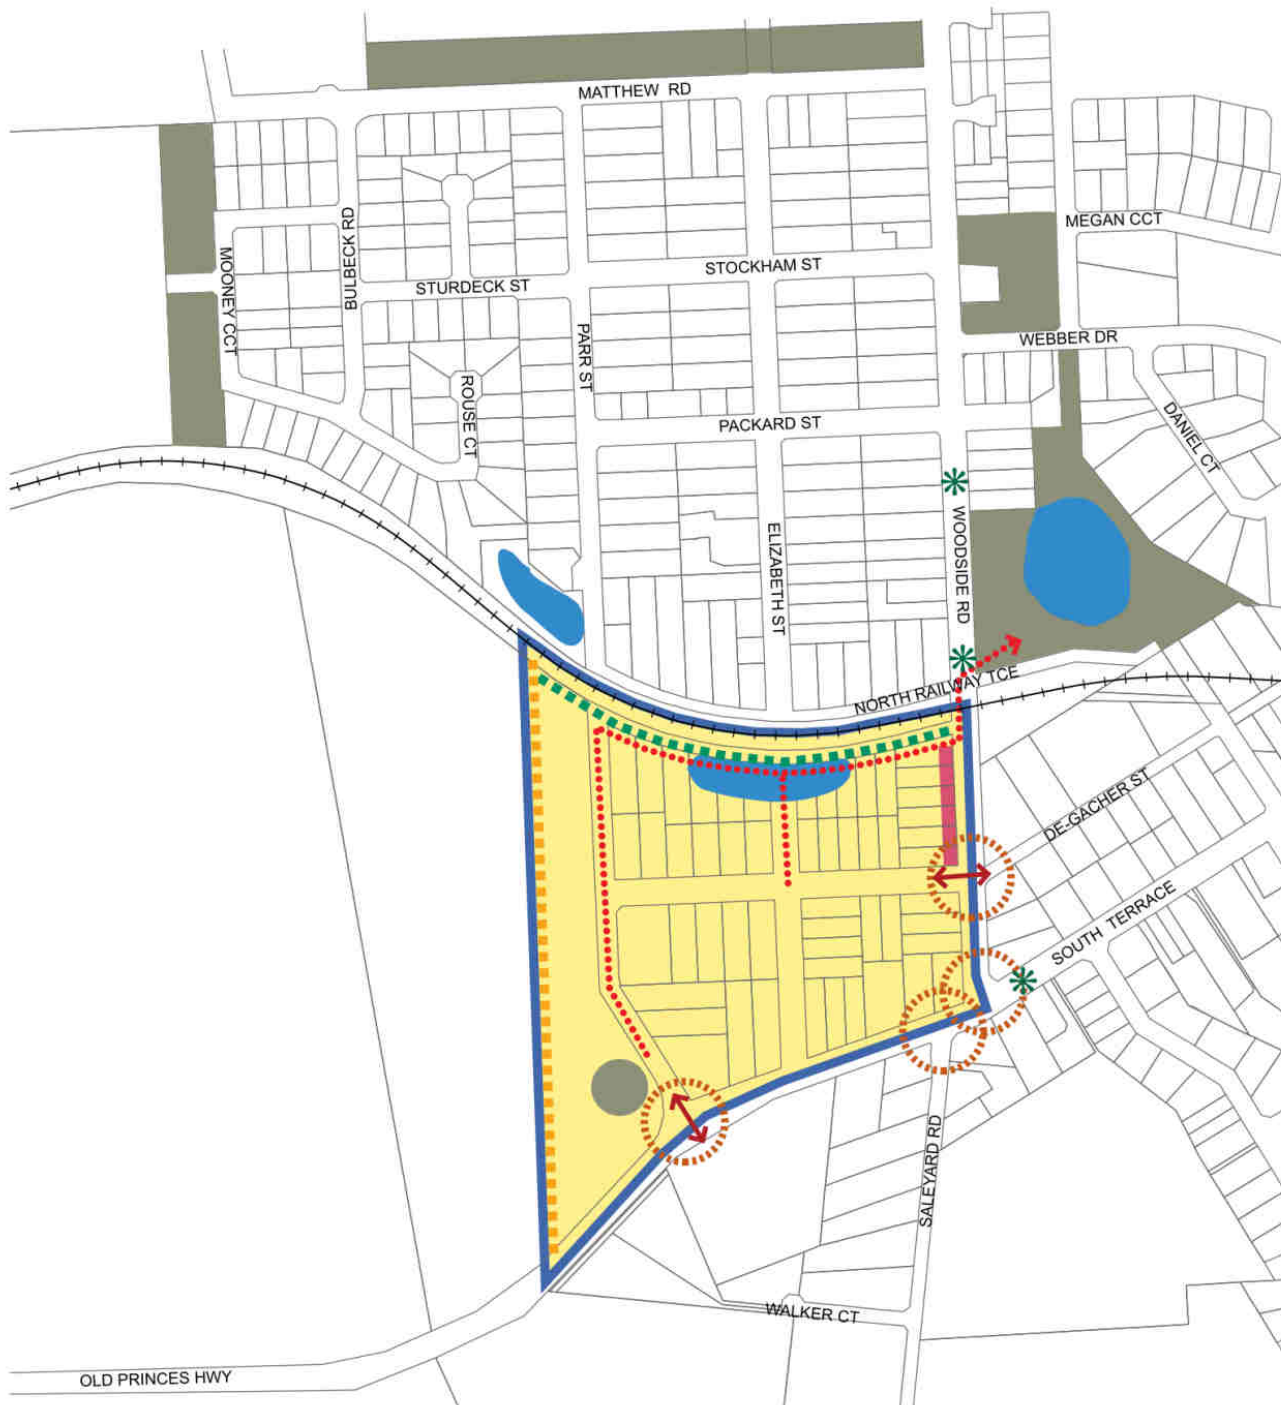 MATTHEW RD
MEGAN CCT
BULBECK RD
MOONEY CCT
STURDECK ST
STOCKHAM ST
WEBBER DR
PARR ST
ROUSE CT
PACKARD ST
DANIEL CT
ELIZABETH ST
WOODSIDE RD
NORTH RAILWAY TCE
DE-GACHER ST
SOUTH TERRACE
SALEYARD RD
WALKER CT
OLD PRINCES HWY